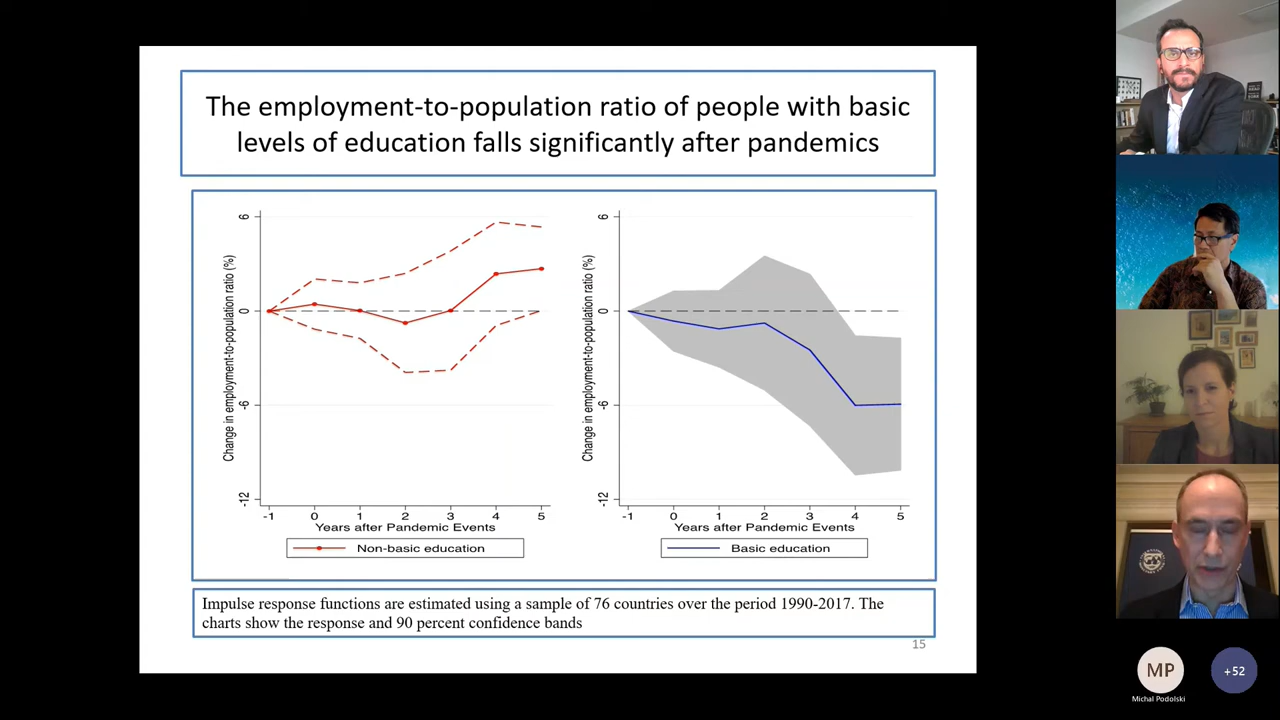 The employment-to-population ratio of people with basic
levels of education falls significantly after pandemics
6
0
-6
-12
Change in employment-to-population ratio (%)
-1 0 1 2 3 4 5
Years after Pandemic Events
Non-basic education
6
0
-6
-12
Change in employment-to-population ratio (%)
-1 0 1 2 3 4 5
Years after Pandemic Events
Basic education
Impulse response functions are estimated using a sample of 76 countries over the period 1990-2017. The
charts show the response and 90 percent confidence bands
15
MP
Michal Podolski
+52